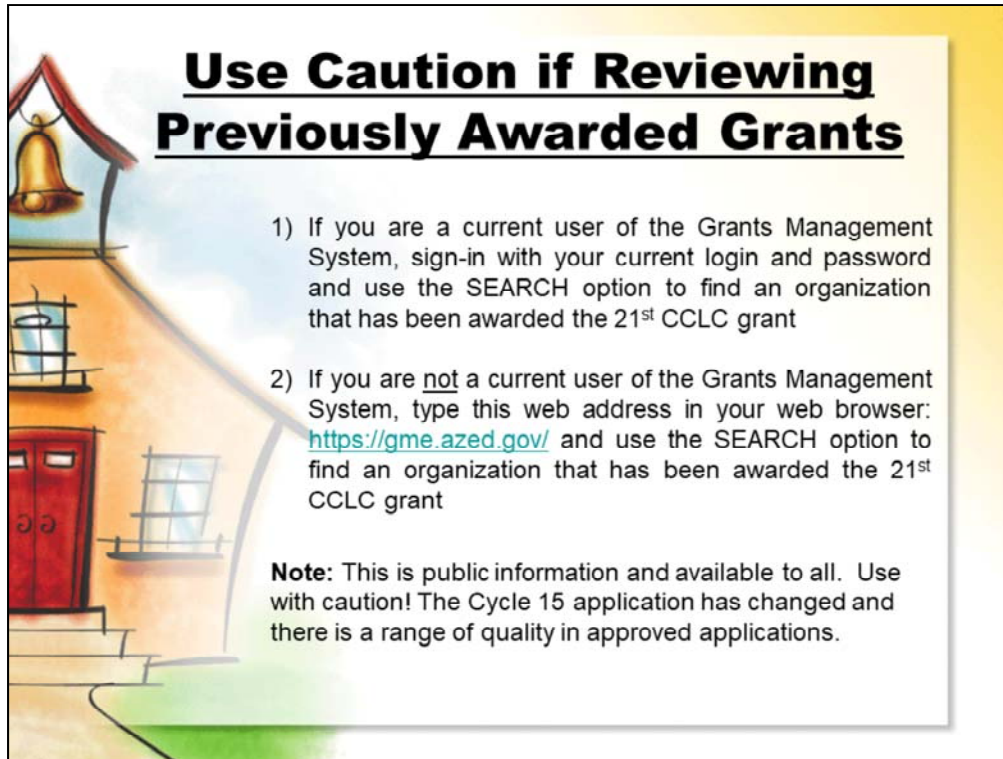 Use Caution if Reviewing
Previously Awarded Grants
1) If you are a current user of the Grants Management
System, sign-in with your current login and password
and use the SEARCH option to find an organization
that has been awarded the 21st CCLC grant
2) If you are not a current user of the Grants Management
System, type this web address in your web browser:
https://gme.azed.gov/ and use the SEARCH option to
find an organization that has been awarded the 21st
CCLC grant
Note: This is public information and available to all. Use
with caution! The Cycle 15 application has changed and
there is a range of quality in approved applications.